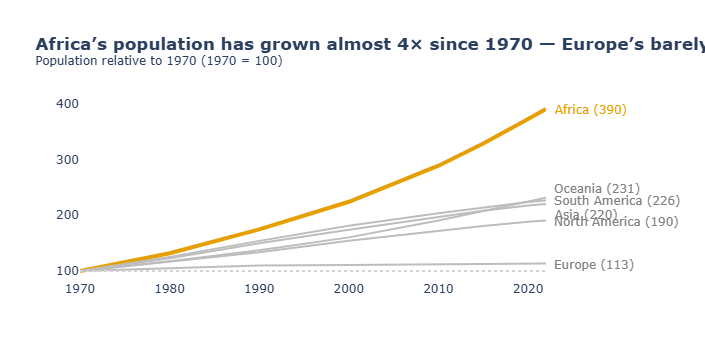 Africa’s population has grown almost 4× since 1970 — Europe’s barely
Population relative to 1970 (1970 = 100)
400
300
200
100
1970
1980
1990
2000
2010
2020
Africa (390)
Oceania (231)
South America (226)
Asia (220)
North America (190)
Europe (113)